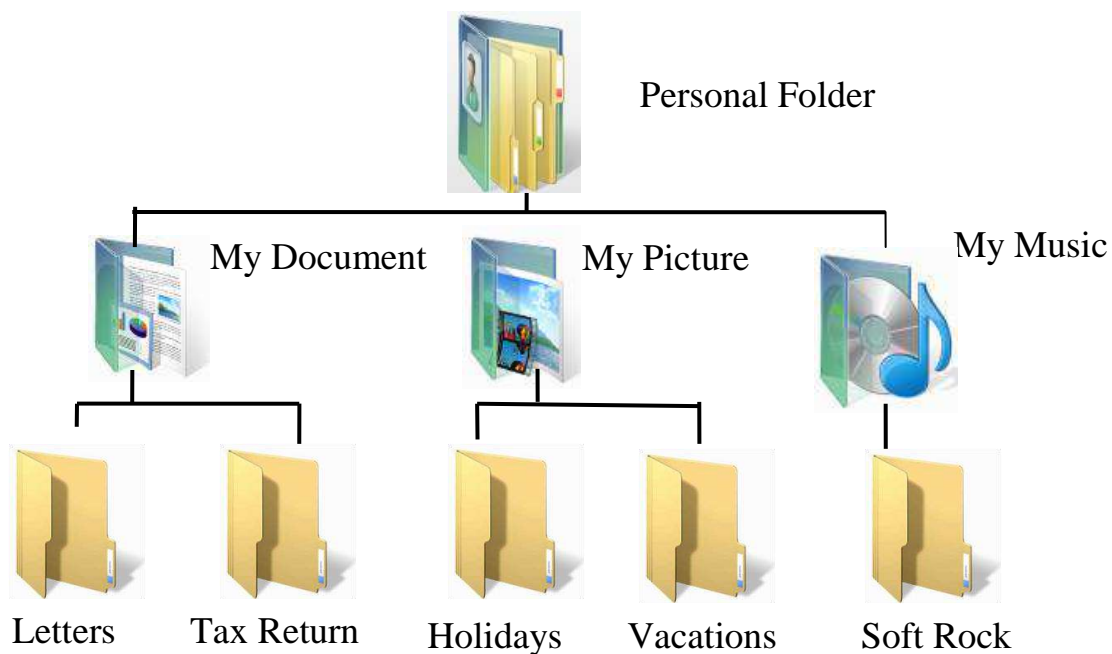 Personal Folder
My Document
My Picture
My Music
Letters
Tax Return
Holidays
Vacations
Soft Rock